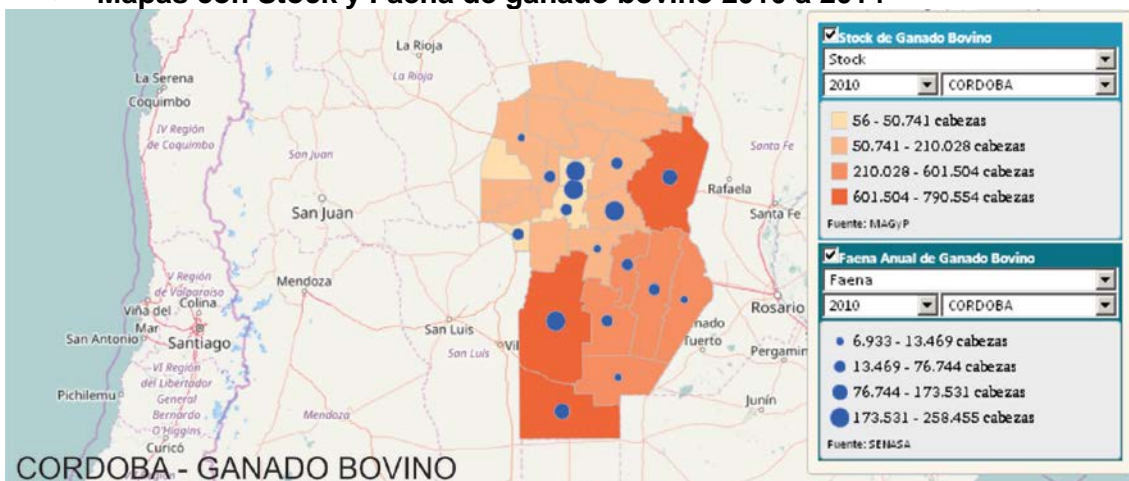 Mapas con Stock y Faena de ganado bovino 2010 a 2014
La Rioja
La Rioja
La Serena
Coquimbo
IV Región
de Coquimbo
San Juan
San Juan
Santa Fe
Rafaela
Santa Fe
Mendoza
V Región
de Valparaíso
Viña del
Mar
Colina
San Antonio
Santiago
San Luis
San Luis
Rosario
nado
Tuerto
Pergamin
VI Región
del Libertador
General
Bernardo
O'Higgins
Pichilemu
Mendoza
Junín
Curicó
CORDOBA - GANADO BOVINO
Stock de Ganado Bovino
Stock
2010 CORDOBA
56 - 50.741 cabezas
50.741 - 210.028 cabezas
210.028 - 601.504 cabezas
601.504 - 790.554 cabezas
Fuente: MAGyP
Faena Anual de Ganado Bovino
Faena
2010 CORDOBA
6.933 - 13.469 cabezas
13.469 - 76.744 cabezas
76.744 - 173.531 cabezas
173.531 - 258.455 cabezas
Fuente: SENASA